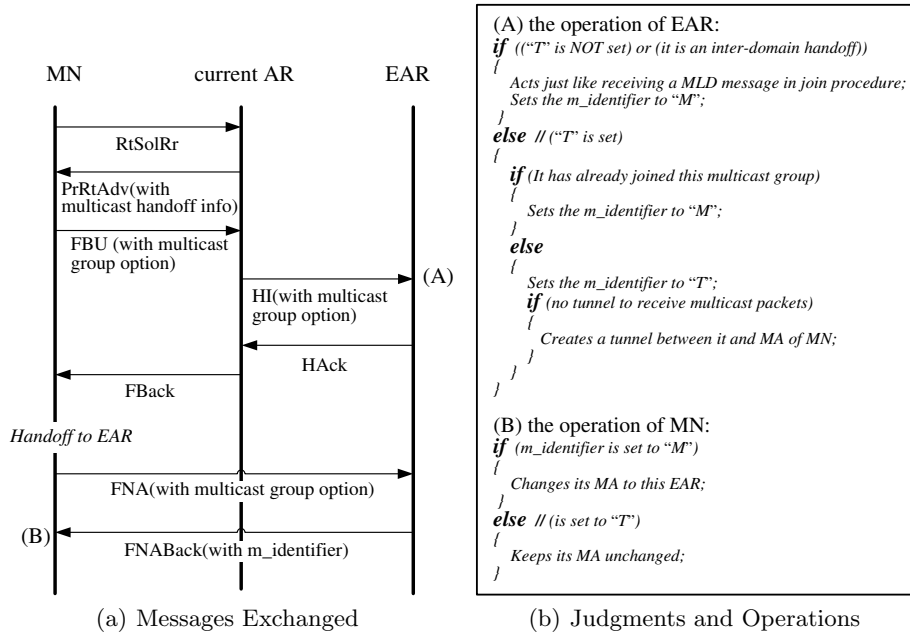 MN
current AR
EAR
RtSolRr
PrRtAdv(with
multicast handoff info)
FBU (with multicast
group option)
(A)
HI(with multicast
group option)
HAck
FBack
Handoff to EAR
FNA(with multicast group option)
(B)
FNABack(with m_identifier)
(a) Messages Exchanged
(A) the operation of EAR:
if ((“T” is NOT set) or (it is an inter-domain handoff))
{
Acts just like receiving a MLD message in join procedure;
Sets the m_identifier to “M”;
}
else // (“T” is set)
{
if (It has already joined this multicast group)
{
Sets the m_identifier to “M”;
}
else
{
Sets the m_identifier to “T”;
if (no tunnel to receive multicast packets)
{
Creates a tunnel between it and MA of MN;
}
}
}
(B) the operation of MN:
if (m_identifier is set to “M”)
{
Changes its MA to this EAR;
}
else // (is set to “T”)
{
Keeps its MA unchanged;
}
(b) Judgments and Operations